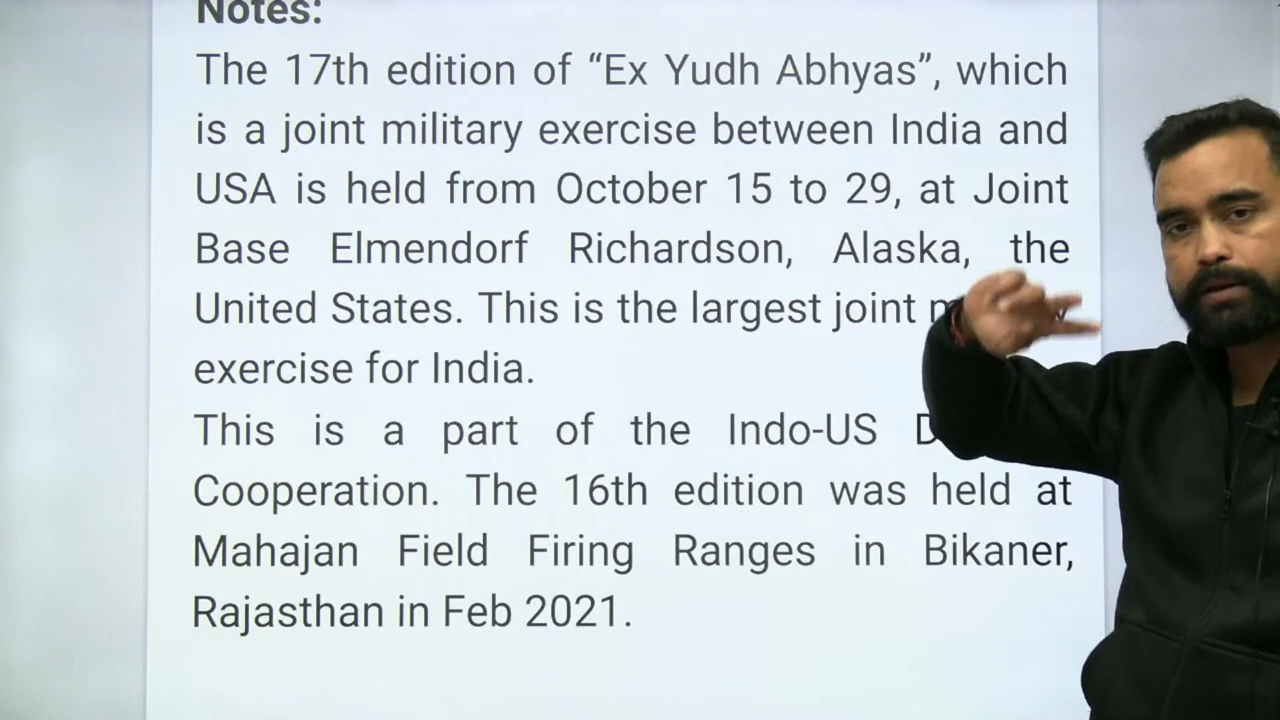 Notes:
The 17th edition of “Ex Yudh Abhyas”, which
is a joint military exercise between India and
USA is held from October 15 to 29, at Joint
Base Elmendorf Richardson, Alaska, the
United States. This is the largest joint
exercise for India.
This is a part of the Indo-US
Cooperation. The 16th edition was held at
Mahajan Field Firing Ranges in Bikaner,
Rajasthan in Feb 2021.